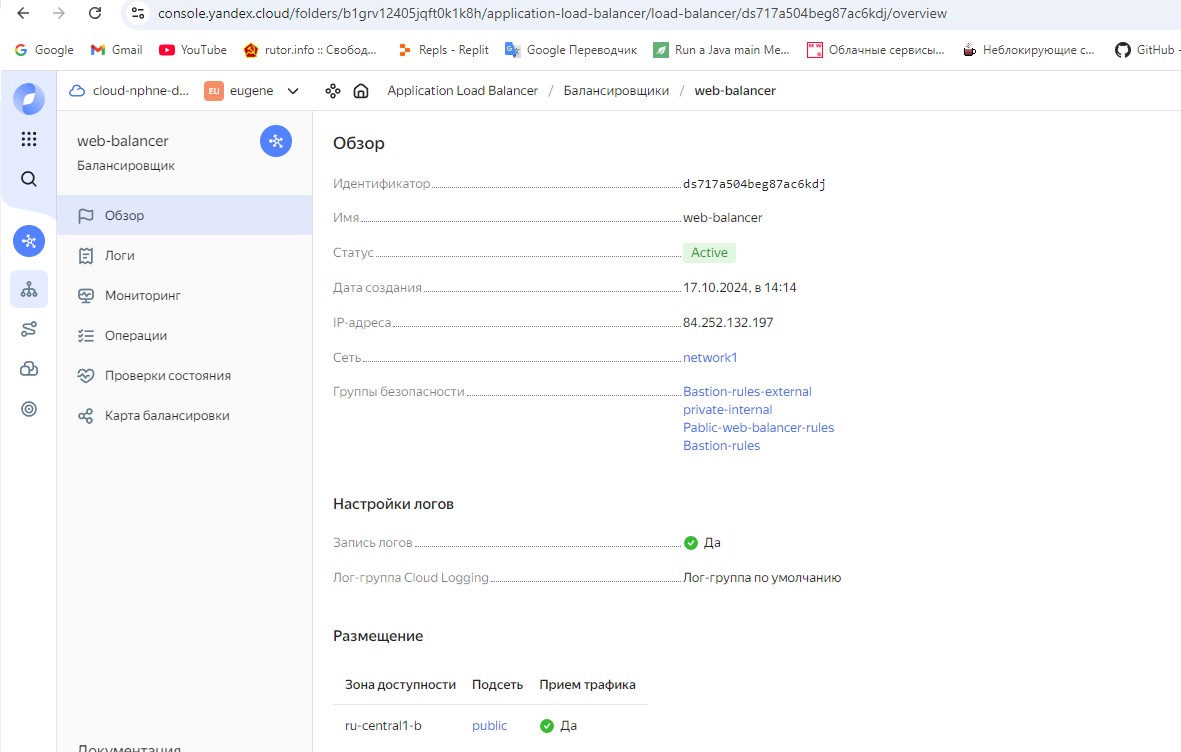 console.yandex.cloud/folders/b1grv12405jqft0k1k8h/application-load-balancer/load-balancer/ds717a504beg87ac6kdj/overview
Google Gmail YouTube rutor.info :: Свобод... Repls - Replit Google Переводчик Run a Java main Me... Облачные сервисы... Неблокирующие с... GitHub -
cloud-nphne-d... EU eugene Application Load Balancer / Балансировщики / web-balancer
web-balancer
Балансировщик
Обзор
Логи
Мониторинг
Операции
Проверки состояния
Карта балансировки
Документация
Обзор
Идентификатор ds717a504beg87ac6kdj
Имя web-balancer
Статус Active
Дата создания 17.10.2024, в 14:14
IP-адреса 84.252.132.197
Сеть network1
Группы безопасности Bastion-rules-external
private-internal
Pablic-web-balancer-rules
Bastion-rules
Настройки логов
Запись логов Да
Лог-группа Cloud Logging Лог-группа по умолчанию
Размещение
Зона доступности Подсеть Прием трафика
ru-central1-b public Да